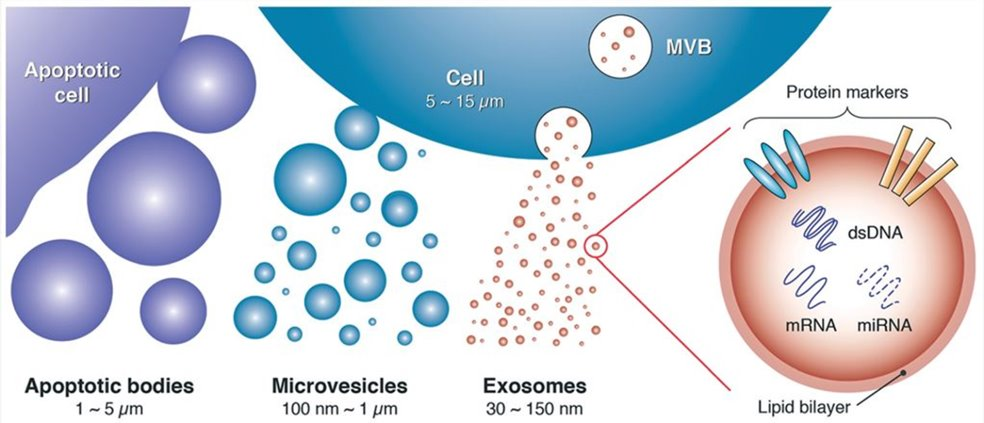 Apoptotic
cell
Cell
5 ~ 15 µm
MVB
Protein markers
dsDNA
mRNA
miRNA
Lipid bilayer
Apoptotic bodies
1 ~ 5 µm
Microvesicles
100 nm ~ 1 µm
Exosomes
30 ~ 150 nm